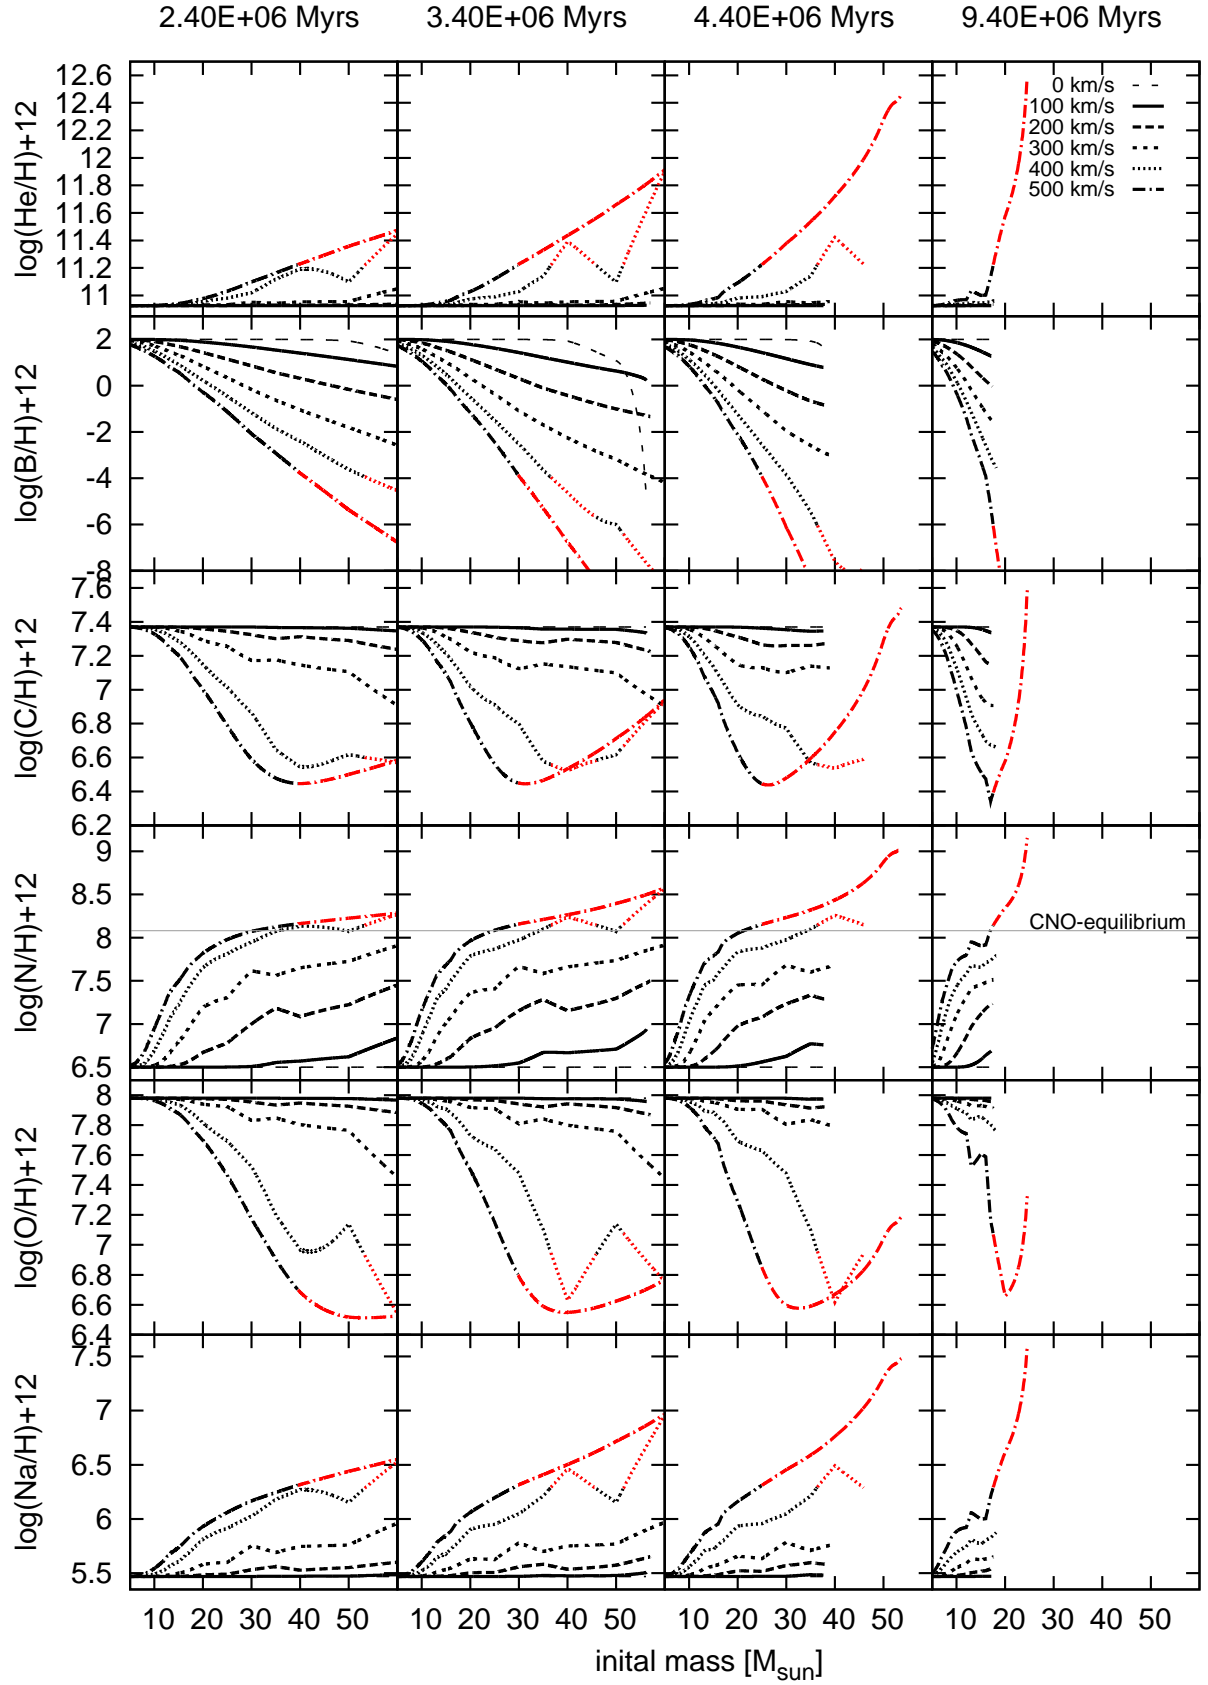 2.40E+06 Myrs 3.40E+06 Myrs 4.40E+06 Myrs 9.40E+06 Myrs
log(He/H)+12
12.6
12.4
12.2
12
11.8
11.6
11.4
11.2
11
0 km/s
100 km/s
200 km/s
300 km/s
400 km/s
500 km/s
log(B/H)+12
2
0
-2
-4
-6
-8
log(C/H)+12
7.6
7.4
7.2
7
6.8
6.6
6.4
6.2
log(N/H)+12
9
8.5
8
7.5
7
6.5
CNO-equilibrium
log(O/H)+12
8
7.8
7.6
7.4
7.2
7
6.8
6.6
6.4
log(Na/H)+12
7.5
7
6.5
6
5.5
10 20 30 40 50 10 20 30 40 50 10 20 30 40 50 10 20 30 40 50
inital mass [M_sun]